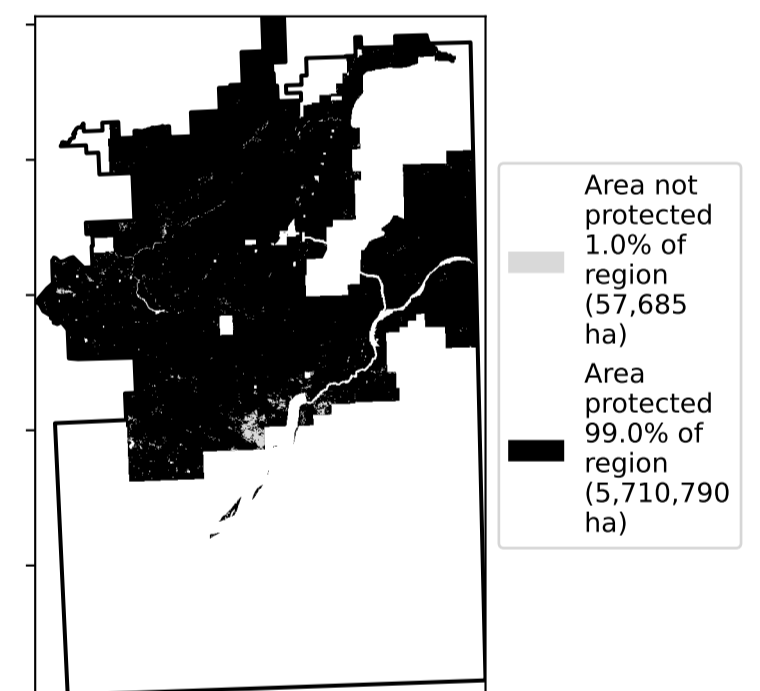 Area not
protected
1.0% of
region
(57,685
ha)
Area
protected
99.0% of
region
(5,710,790
ha)